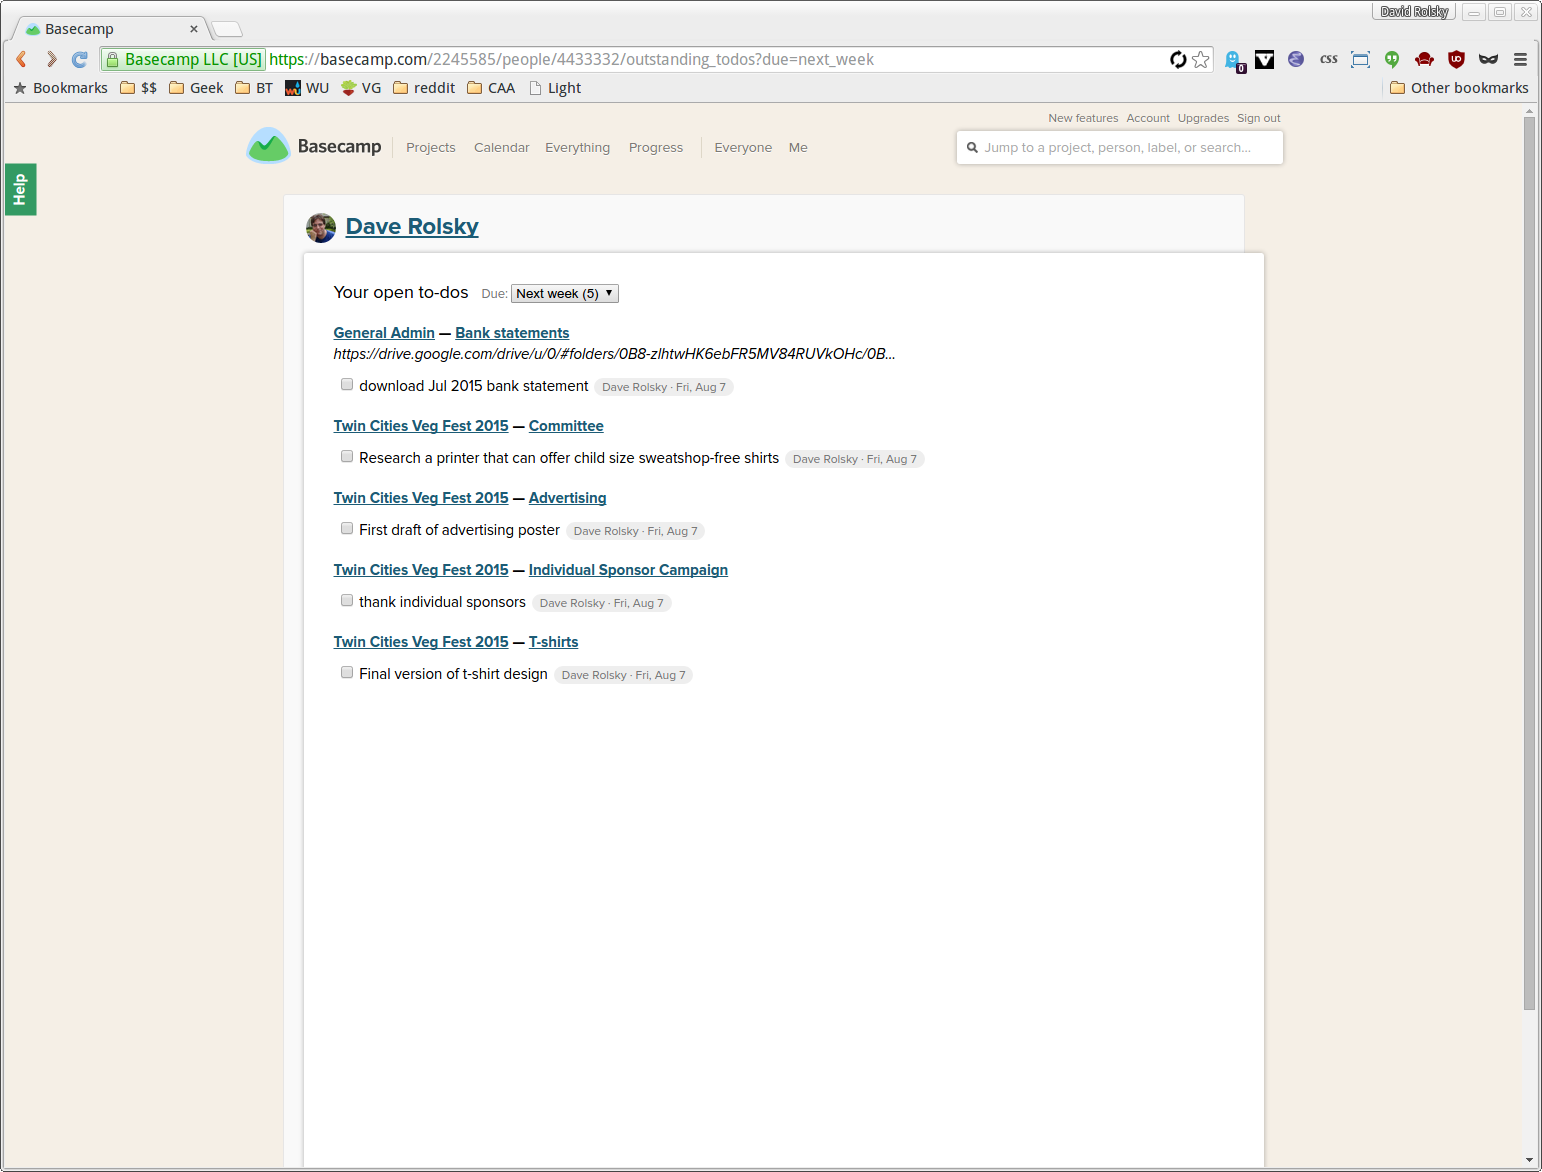 David Rolsky
Basecamp
Basecamp LLC [US] https://basecamp.com/2245585/people/4433332/outstanding_todos?due=next_week
css
Bookmarks $$ Geek BT WU VG reddit CAA Light Other bookmarks
New features Account Upgrades Sign out
Basecamp Projects Calendar Everything Progress Everyone Me
Jump to a project, person, label, or search...
Help
Dave Rolsky
Your open to-dos Due: Next week (5)
General Admin — Bank statements
https://drive.google.com/drive/u/0/#folders/0B8-zlhtwHK6ebFR5MV84RUVkOHc/0B...
download Jul 2015 bank statement Dave Rolsky · Fri, Aug 7
Twin Cities Veg Fest 2015 — Committee
Research a printer that can offer child size sweatshop-free shirts Dave Rolsky · Fri, Aug 7
Twin Cities Veg Fest 2015 — Advertising
First draft of advertising poster Dave Rolsky · Fri, Aug 7
Twin Cities Veg Fest 2015 — Individual Sponsor Campaign
thank individual sponsors Dave Rolsky · Fri, Aug 7
Twin Cities Veg Fest 2015 — T-shirts
Final version of t-shirt design Dave Rolsky · Fri, Aug 7